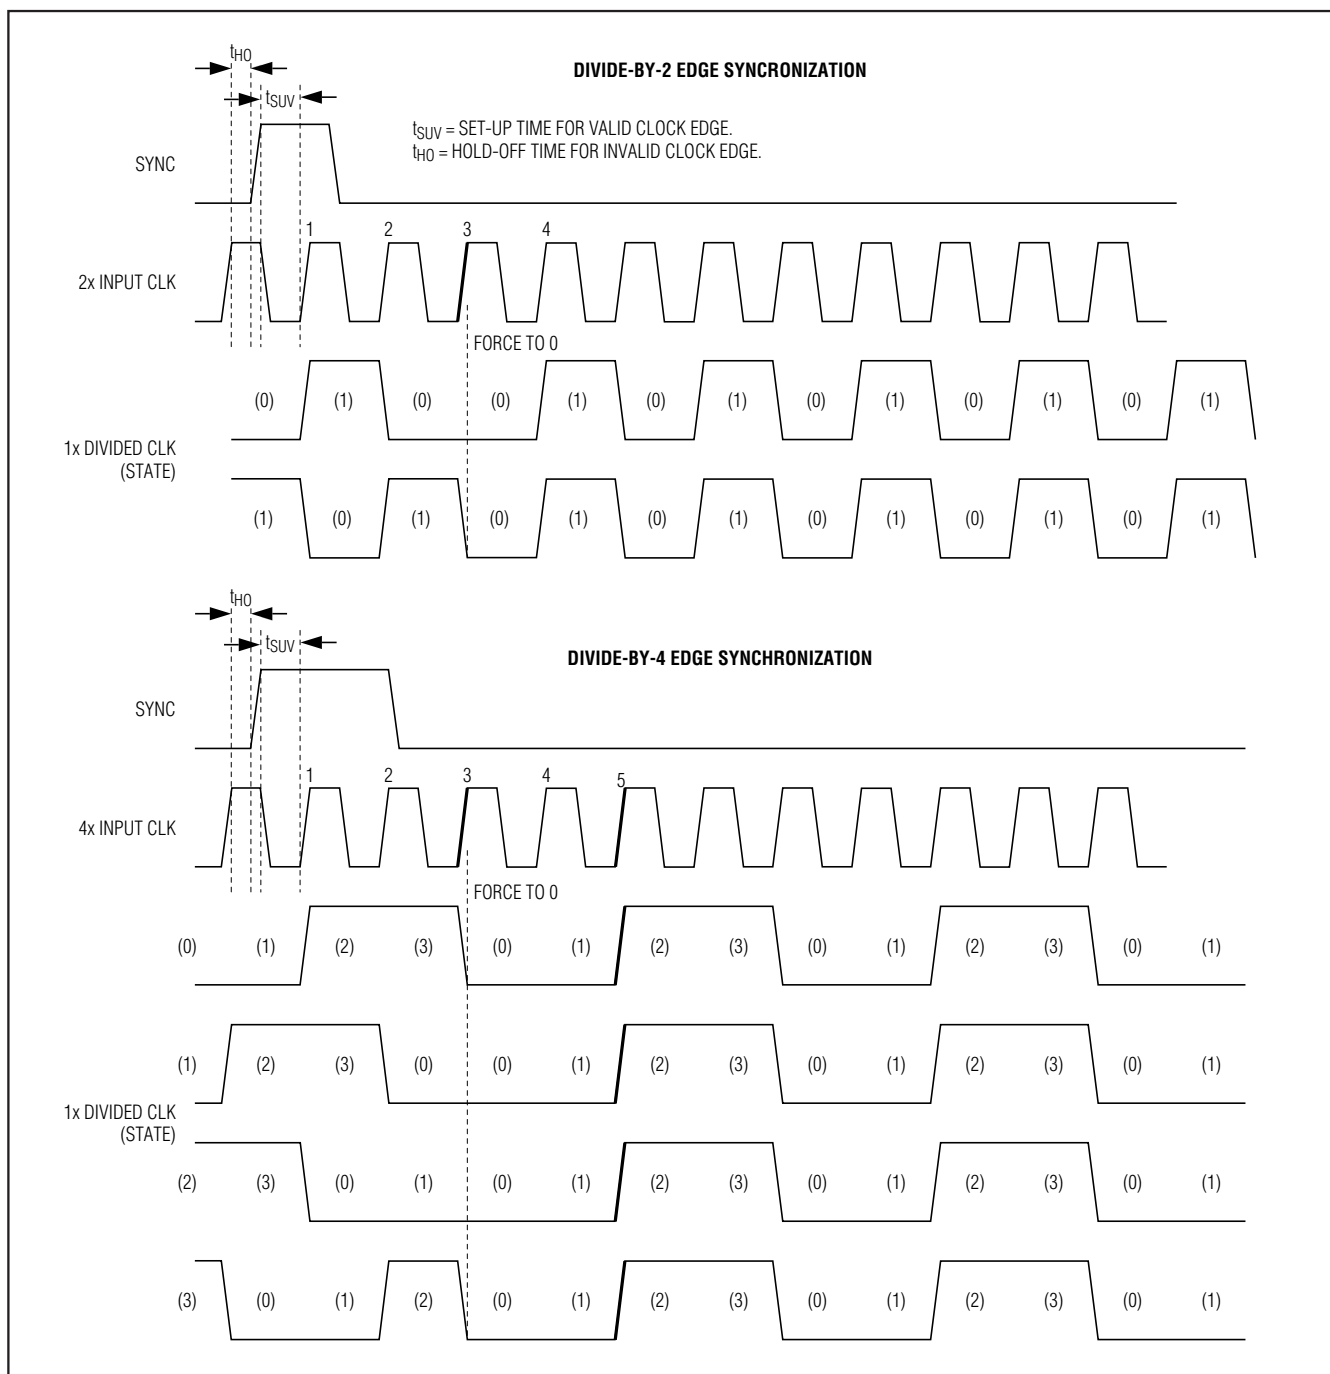 tHO
DIVIDE-BY-2 EDGE SYNCRONIZATION
tSUV
tSUV = SET-UP TIME FOR VALID CLOCK EDGE.
tHO = HOLD-OFF TIME FOR INVALID CLOCK EDGE.
SYNC
1 2 3 4
2x INPUT CLK
FORCE TO 0
(0) (1) (0) (0) (1) (0) (1) (0) (1) (0) (1) (0) (1)
1x DIVIDED CLK
(STATE)
(1) (0) (1) (0) (1) (0) (1) (0) (1) (0) (1) (0) (1)
tHO
tSUV
DIVIDE-BY-4 EDGE SYNCHRONIZATION
SYNC
1 2 3 4 5
4x INPUT CLK
FORCE TO 0
(0) (1) (2) (3) (0) (1) (2) (3) (0) (1) (2) (3) (0) (1)
(1) (2) (3) (0) (0) (1) (2) (3) (0) (1) (2) (3) (0) (1)
1x DIVIDED CLK
(STATE)
(2) (3) (0) (1) (0) (1) (2) (3) (0) (1) (2) (3) (0) (1)
(3) (0) (1) (2) (0) (1) (2) (3) (0) (1) (2) (3) (0) (1)